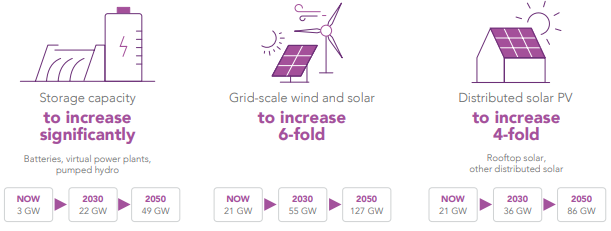 Storage capacity
to increase
significantly
Batteries, virtual power plants,
pumped hydro
NOW
3 GW
2030
22 GW
2050
49 GW
Grid-scale wind and solar
to increase
6-fold
NOW
21 GW
2030
55 GW
2050
127 GW
Distributed solar PV
to increase
4-fold
Rooftop solar,
other distributed solar
NOW
21 GW
2030
36 GW
2050
86 GW